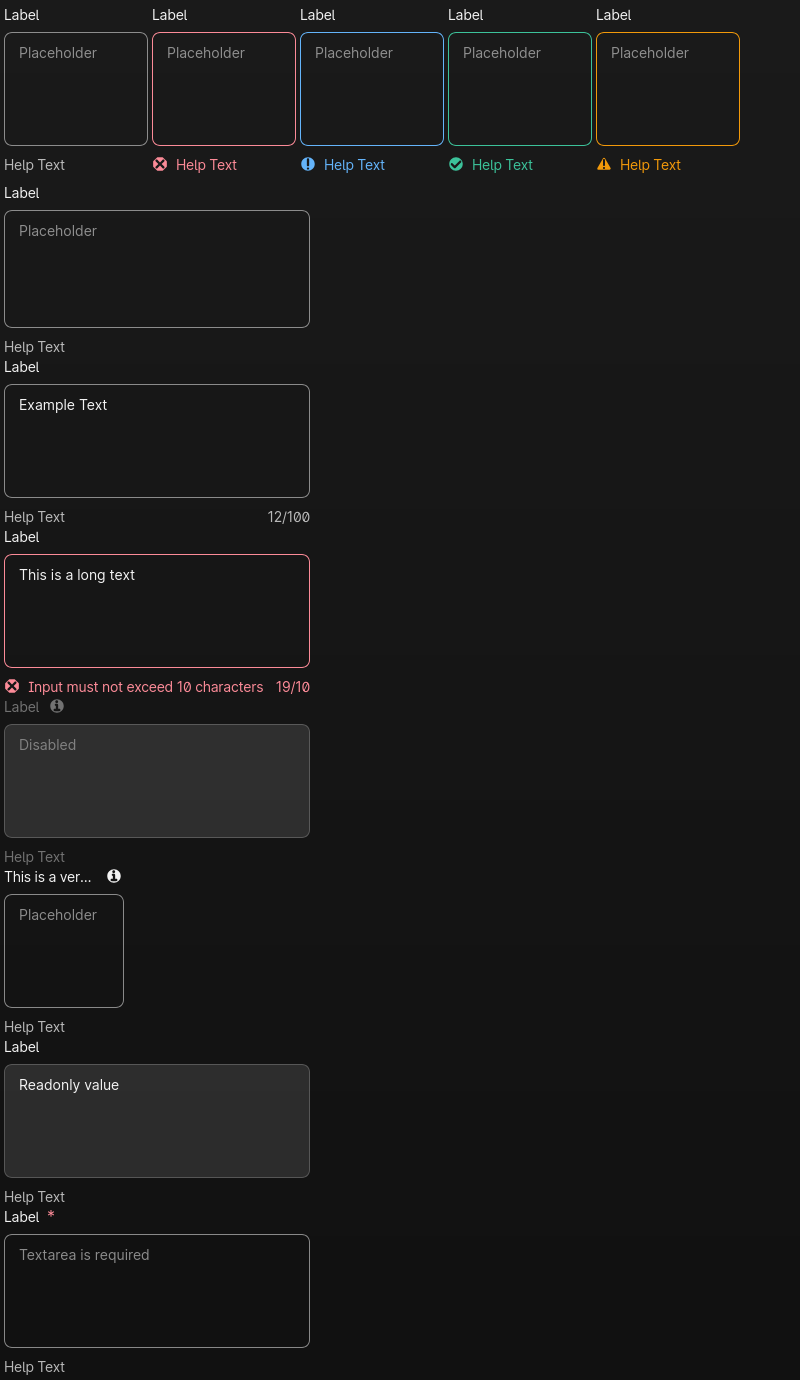 Label Label Label Label Label
Placeholder Placeholder Placeholder Placeholder Placeholder
Help Text Help Text Help Text Help Text Help Text
Label
Placeholder
Help Text
Label
Example Text
Help Text 12/100
Label
This is a long text
Input must not exceed 10 characters 19/10
Label
Disabled
Help Text
This is a ver...
Placeholder
Help Text
Label
Readonly value
Help Text
Label *
Textarea is required
Help Text